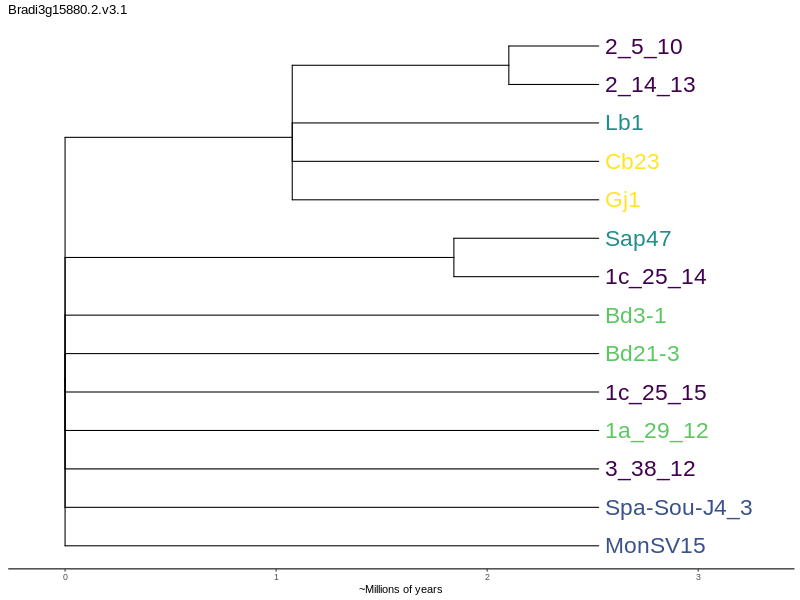 Bradi3g15880.2.v3.1
2_5_10
2_14_13
Lb1
Cb23
Gj1
Sap47
1c_25_14
Bd3-1
Bd21-3
1c_25_15
1a_29_12
3_38_12
Spa-Sou-J4_3
MonSV15
0 1 2 3
~Millions of years